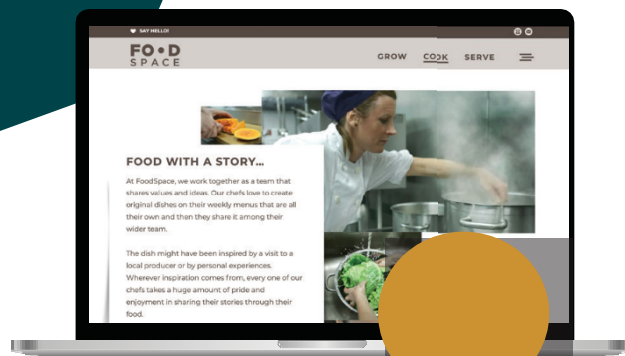 SAY HELLO!
FOOD
SPACE
GROW COOK SERVE
FOOD WITH A STORY...
At FoodSpace, we work together as a team that
shares values and ideas. Our chefs love to create
original dishes on their weekly menus that are all
their own and then they share it among their
wider team.
The dish might have been inspired by a visit to a
local producer or by personal experiences.
Wherever inspiration comes from, every one of our
chefs takes a huge amount of pride and
enjoyment in sharing their stories through their
food.